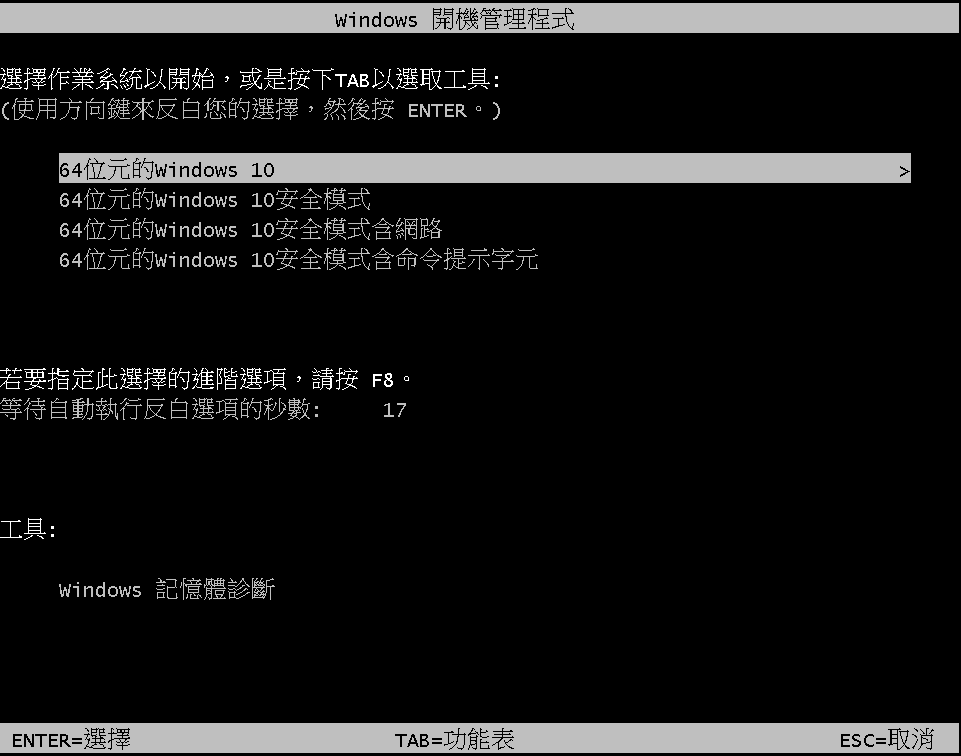 Windows 開機管理程式
選擇作業系統以開始，或是按下TAB以選取工具:
(使用方向鍵來反白您的選擇，然後按 ENTER。)
64位元的Windows 10 >
64位元的Windows 10安全模式
64位元的Windows 10安全模式含網路
64位元的Windows 10安全模式含命令提示字元
若要指定此選擇的進階選項，請按 F8。
等待自動執行反白選項的秒數: 17
工具:
Windows 記憶體診斷
ENTER=選擇 TAB=功能表 ESC=取消